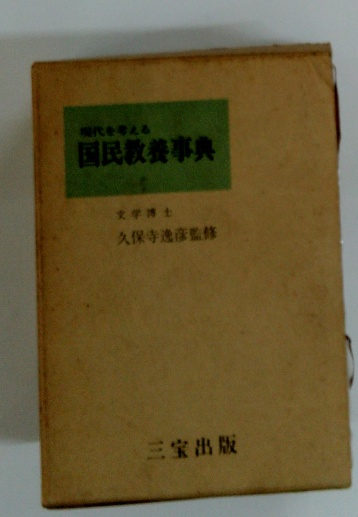 現代を考える
国民教養事典
文学博士
久保寺逸彦監修
三宝出版